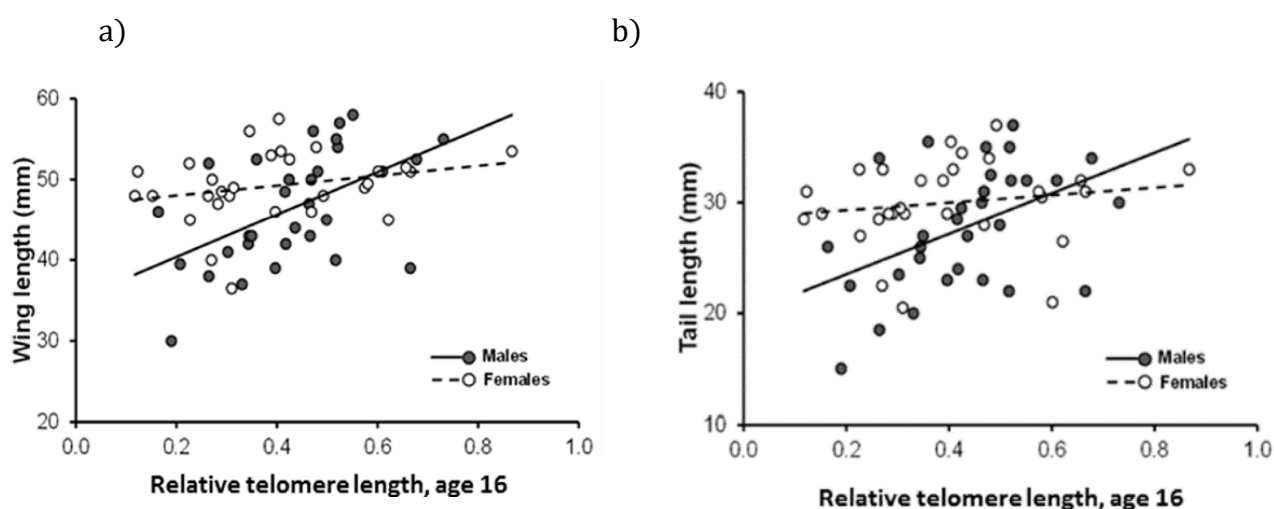 a)
b)
60
50
40
30
20
Wing length (mm)
Males
Females
0.0 0.2 0.4 0.6 0.8 1.0
Relative telomere length, age 16
40
30
20
10
Tail length (mm)
Males
Females
0.0 0.2 0.4 0.6 0.8 1.0
Relative telomere length, age 16